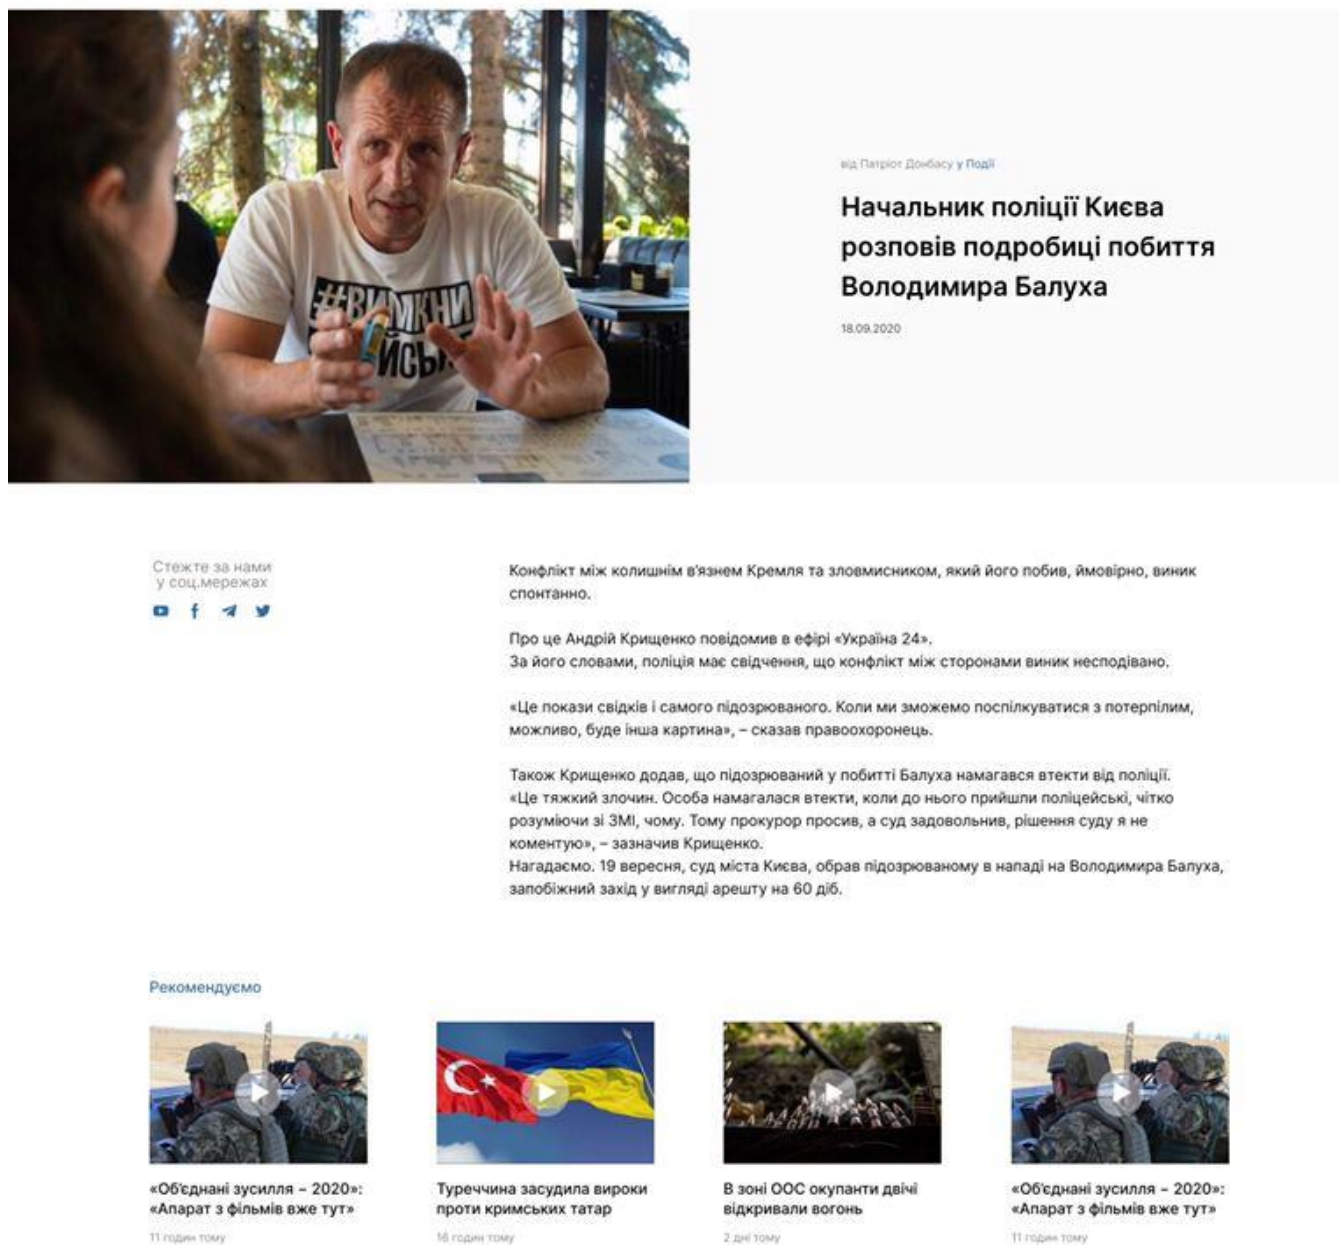 #ВИМКНИ
від Патріот Донбасу у Події
Начальник поліції Києва
розповів подробиці побиття
Володимира Балуха
18.09.2020
Стежте за нами
у соц.мережах
Конфлікт між колишнім в'язнем Кремля та зловмисником, який його побив, ймовірно, виник
спонтанно.
Про це Андрій Крищенко повідомив в ефірі «Україна 24».
За його словами, поліція має свідчення, що конфлікт між сторонами виник несподівано.
«Це покази свідків і самого підозрюваного. Коли ми зможемо поспілкуватися з потерпілим,
можливо, буде інша картина», – сказав правоохоронець.
Також Крищенко додав, що підозрюваний у побитті Балуха намагався втекти від поліції.
«Це тяжкий злочин. Особа намагалася втекти, коли до нього прийшли поліцейські, чітко
розуміючи зі ЗМІ, чому. Тому прокурор просив, а суд задовольнив, рішення суду я не
коментую», – зазначив Крищенко.
Нагадаємо. 19 вересня, суд міста Києва, обрав підозрюваному в нападі на Володимира Балуха,
запобіжний захід у вигляді арешту на 60 діб.
Рекомендуємо
«Об'єднані зусилля – 2020»:
«Апарат з фільмів вже тут»
11 годин тому
Туреччина засудила вироки
проти кримських татар
16 годин тому
В зоні ООС окупанти двічі
відкривали вогонь
2 дні тому
«Об'єднані зусилля – 2020»:
«Апарат з фільмів вже тут»
11 годин тому